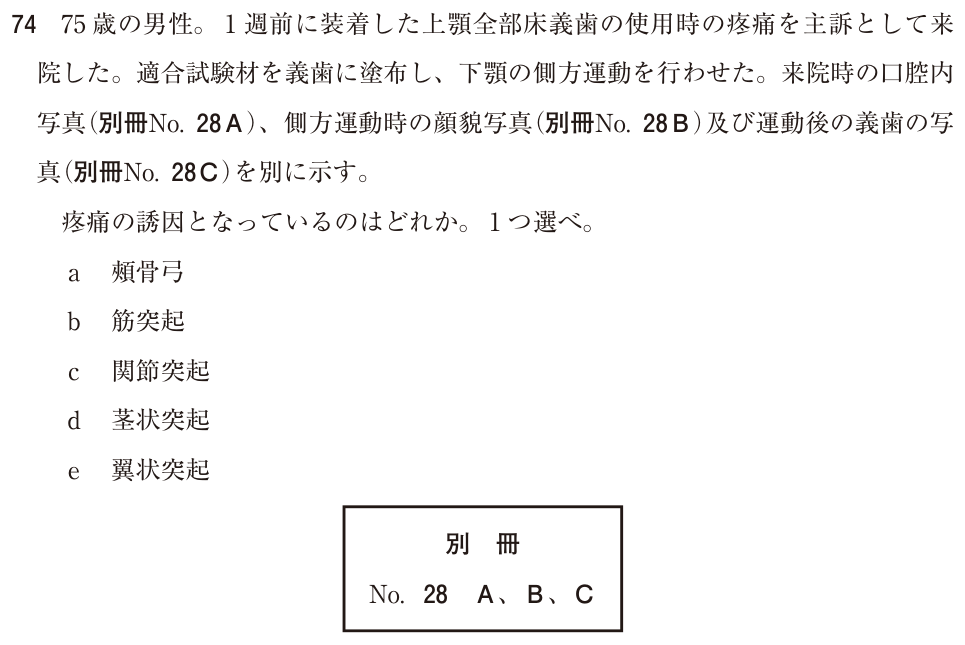 74 75歳の男性。1週前に装着した上顎全部床義歯の使用時の疼痛を主訴として来
院した。適合試験材を義歯に塗布し、下顎の側方運動を行わせた。来院時の口腔内
写真(別冊No. 28A)、側方運動時の顔貌写真(別冊No. 28B)及び運動後の義歯の写
真(別冊No. 28C)を別に示す。
疼痛の誘因となっているのはどれか。1つ選べ。
a 頰骨弓
b 筋突起
c 関節突起
d 茎状突起
e 翼状突起
別 冊
No. 28 A、B、C